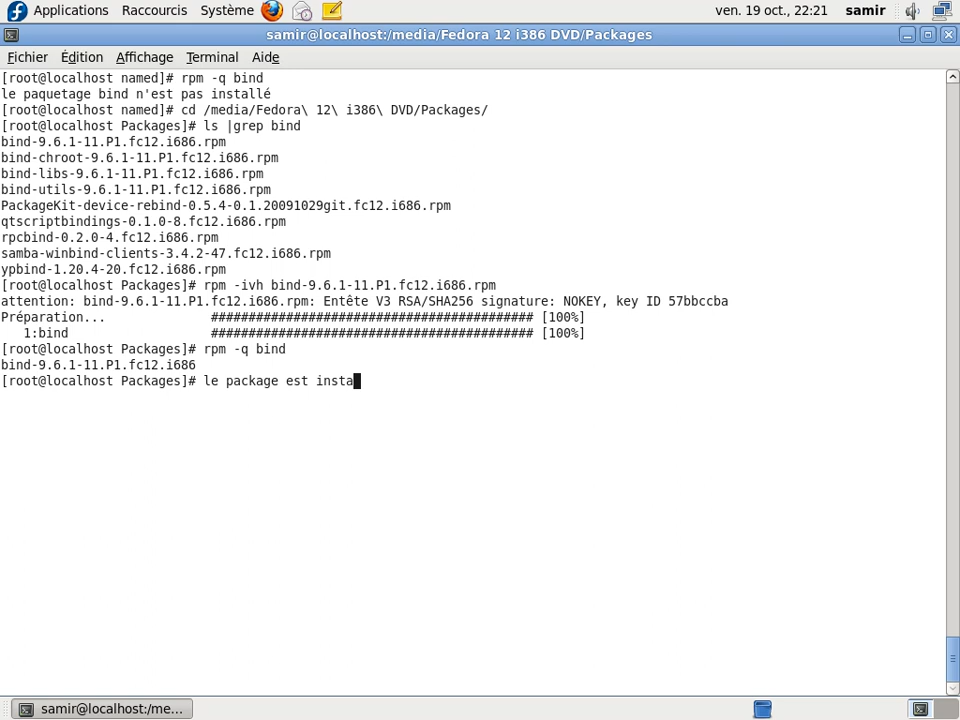 Applications Raccourcis Système ven. 19 oct., 22:21 samir
samir@localhost:/media/Fedora 12 i386 DVD/Packages
Fichier Édition Affichage Terminal Aide
[root@localhost named]# rpm -q bind
le paquetage bind n'est pas installé
[root@localhost named]# cd /media/Fedora\ 12\ i386\ DVD/Packages/
[root@localhost Packages]# ls |grep bind
bind-9.6.1-11.P1.fc12.i686.rpm
bind-chroot-9.6.1-11.P1.fc12.i686.rpm
bind-libs-9.6.1-11.P1.fc12.i686.rpm
bind-utils-9.6.1-11.P1.fc12.i686.rpm
PackageKit-device-rebind-0.5.4-0.1.20091029git.fc12.i686.rpm
qtscriptbindings-0.1.0-8.fc12.i686.rpm
rpcbind-0.2.0-4.fc12.i686.rpm
samba-winbind-clients-3.4.2-47.fc12.i686.rpm
ypbind-1.20.4-20.fc12.i686.rpm
[root@localhost Packages]# rpm -ivh bind-9.6.1-11.P1.fc12.i686.rpm
attention: bind-9.6.1-11.P1.fc12.i686.rpm: Entête V3 RSA/SHA256 signature: NOKEY, key ID 57bbccba
Préparation... ########################################### [100%]
1:bind ########################################### [100%]
[root@localhost Packages]# rpm -q bind
bind-9.6.1-11.P1.fc12.i686
[root@localhost Packages]# le package est insta
samir@localhost:/me...